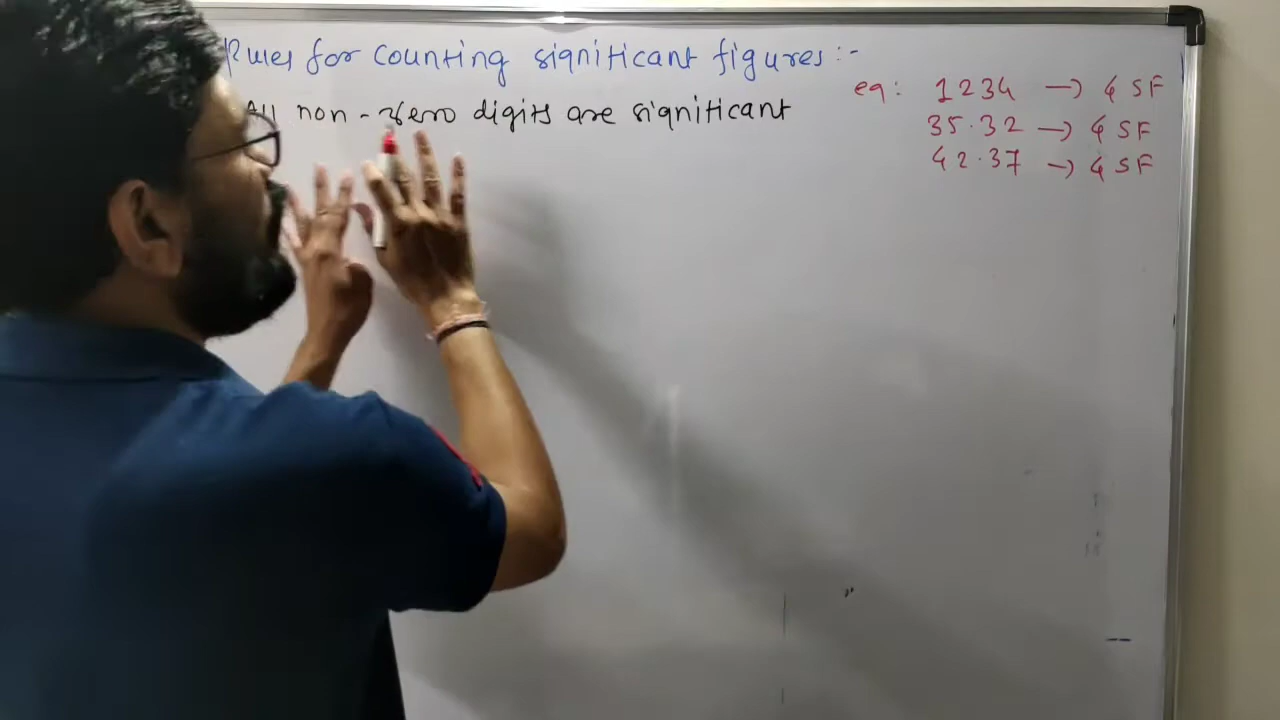 Rules for counting significant figures :-
All non-zero digits are significant
eg: 1234 → 4 SF
35.32 → 4 SF
42.37 → 4 SF